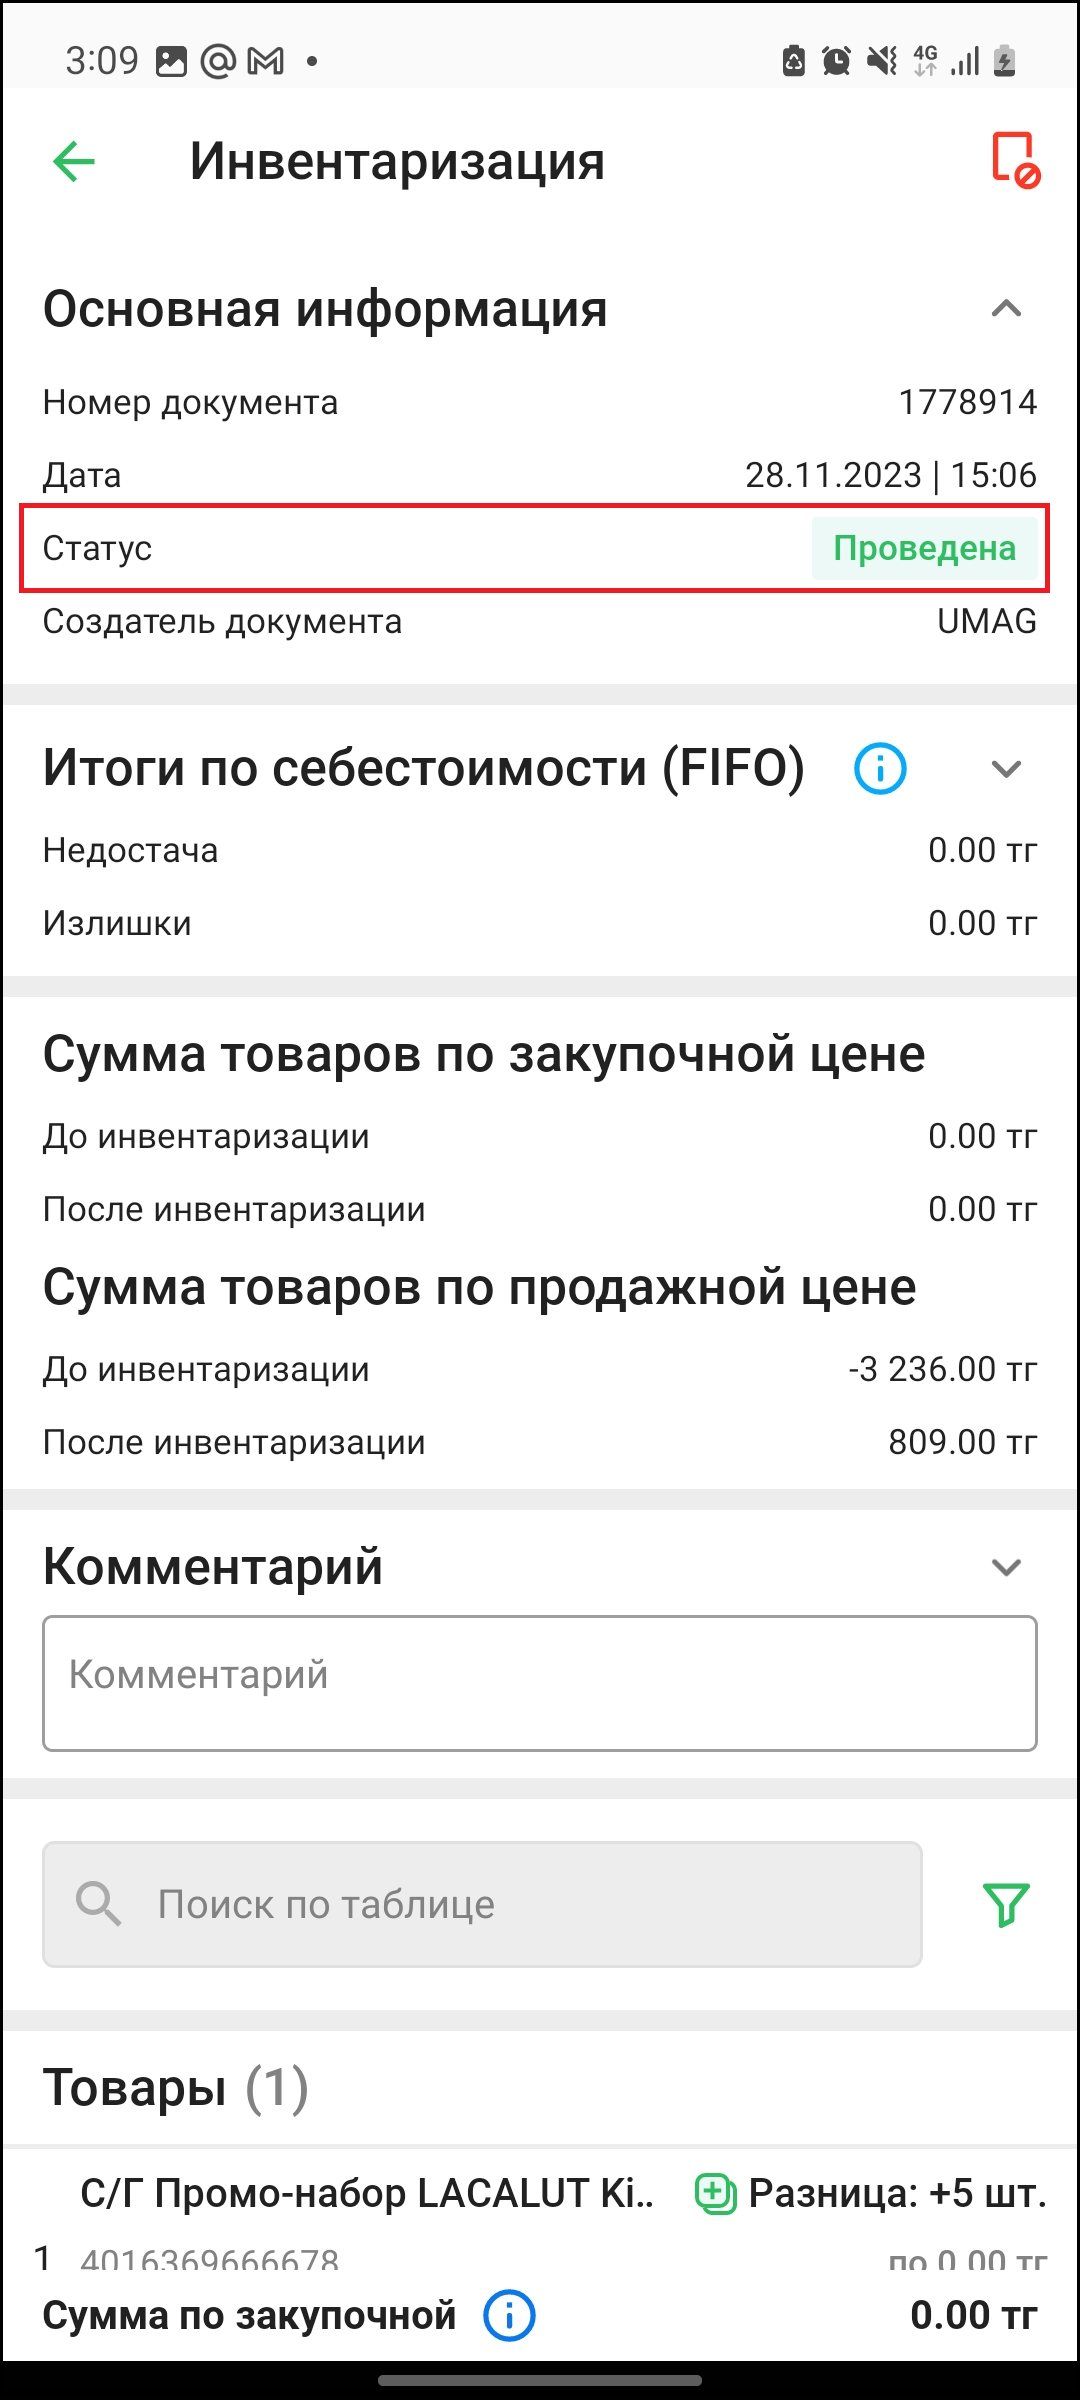 3:09 4G
Инвентаризация
Основная информация
Номер документа 1778914
Дата 28.11.2023 | 15:06
Статус Проведена
Создатель документа UMAG
Итоги по себестоимости (FIFO)
Недостача 0.00 тг
Излишки 0.00 тг
Сумма товаров по закупочной цене
До инвентаризации 0.00 тг
После инвентаризации 0.00 тг
Сумма товаров по продажной цене
До инвентаризации -3 236.00 тг
После инвентаризации 809.00 тг
Комментарий
Комментарий
Поиск по таблице
Товары (1)
С/Г Промо-набор LACALUT Ki.. Разница: +5 шт.
1 4016369666678 по 0.00 тг
Сумма по закупочной 0.00 тг